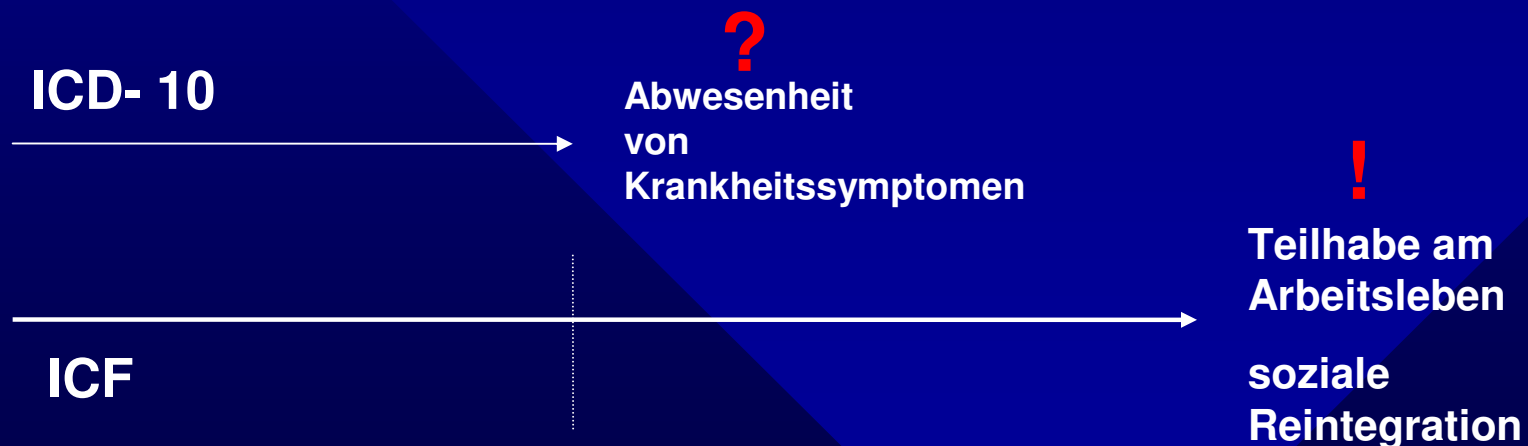 ?
ICD- 10
Abwesenheit
von
Krankheitssymptomen
!
Teilhabe am
Arbeitsleben
ICF
soziale
Reintegration